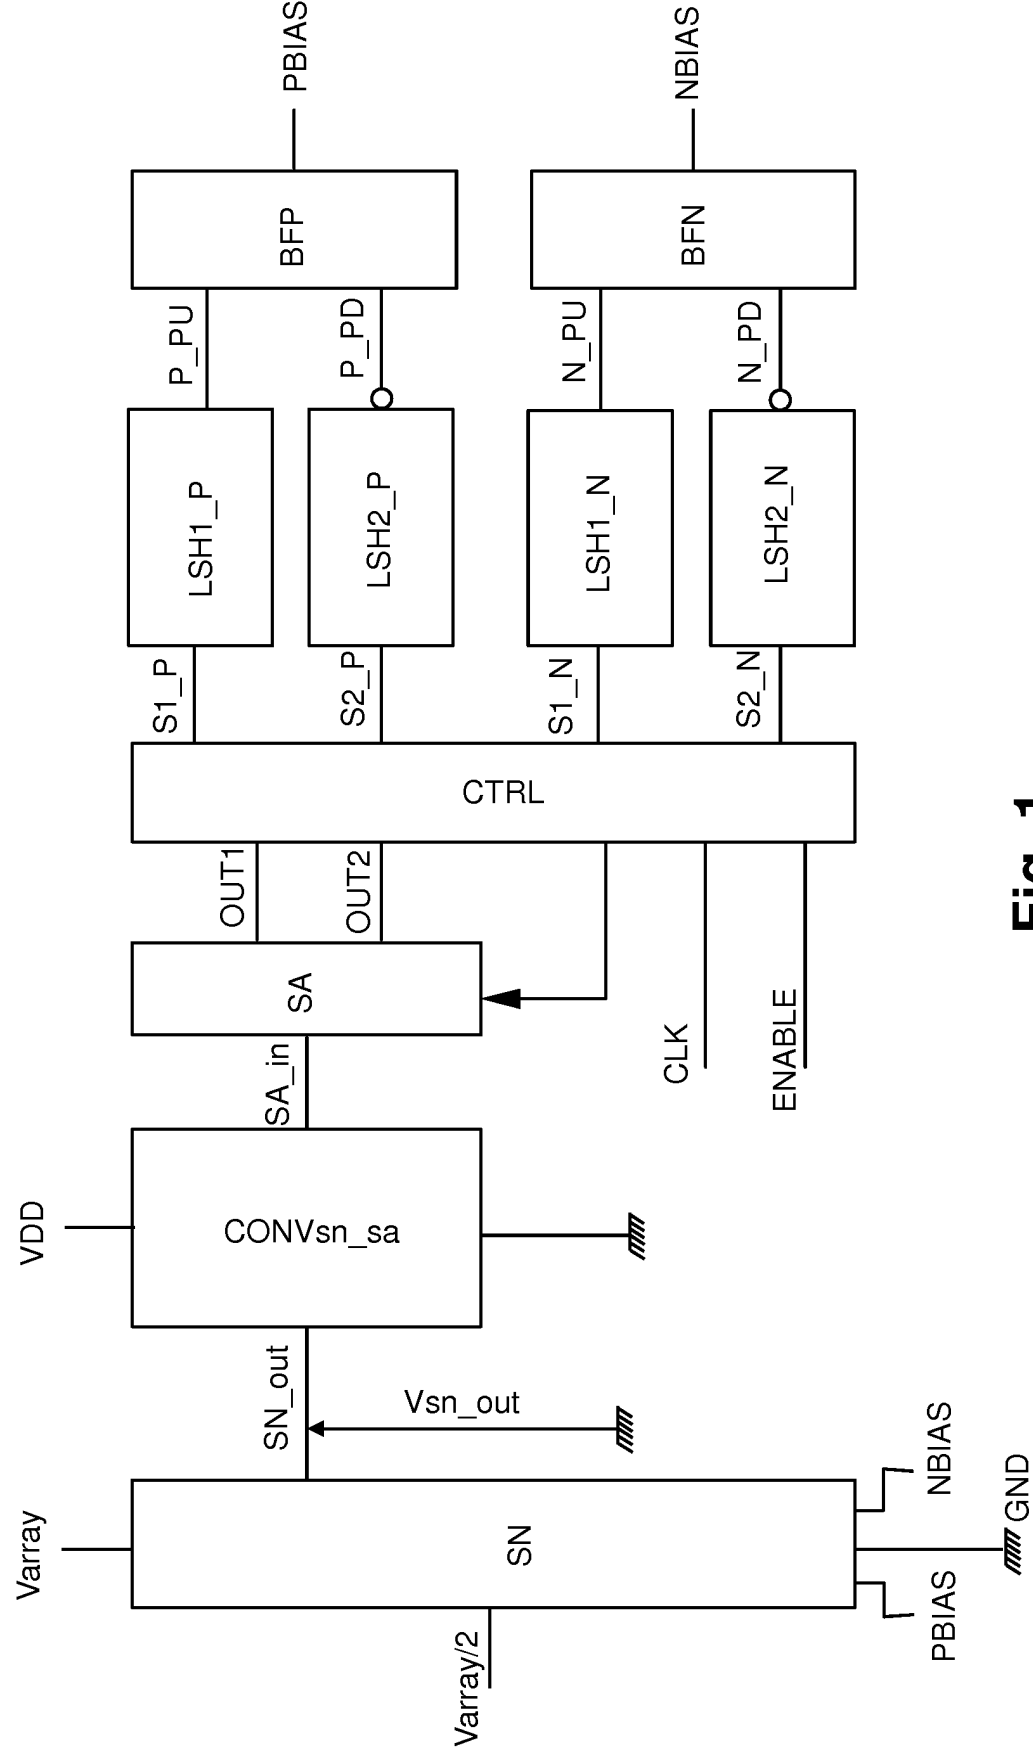 Varray
Varray/2
SN
PBIAS
GND
NBIAS
SN_out
Vsn_out
VDD
CONVsn_sa
SA_in
SA
OUT1
OUT2
CLK
ENABLE
CTRL
S1_P
S2_P
S1_N
S2_N
LSH1_P
LSH2_P
LSH1_N
LSH2_N
P_PU
P_PD
N_PU
N_PD
BFP
BFN
PBIAS
NBIAS
Fig. 1